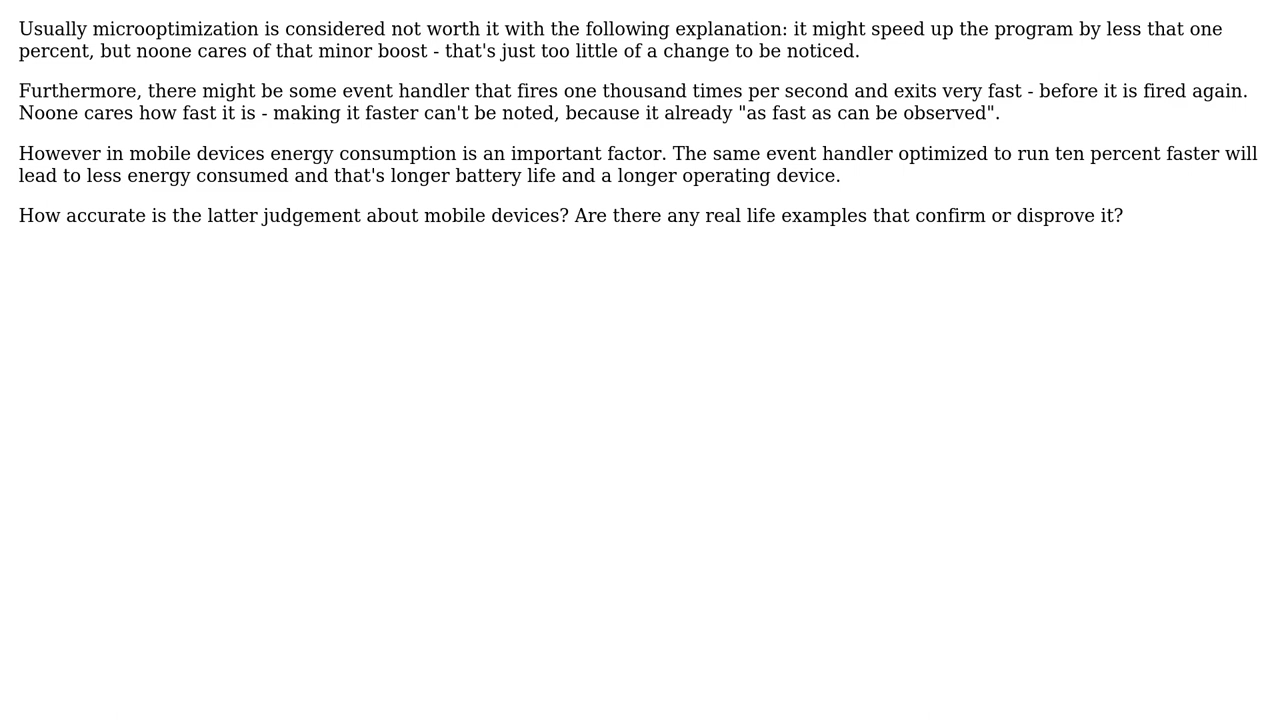 Usually microoptimization is considered not worth it with the following explanation: it might speed up the program by less that one
percent, but noone cares of that minor boost - that's just too little of a change to be noticed.
Furthermore, there might be some event handler that fires one thousand times per second and exits very fast - before it is fired again.
Noone cares how fast it is - making it faster can't be noted, because it already "as fast as can be observed".
However in mobile devices energy consumption is an important factor. The same event handler optimized to run ten percent faster will
lead to less energy consumed and that's longer battery life and a longer operating device.
How accurate is the latter judgement about mobile devices? Are there any real life examples that confirm or disprove it?